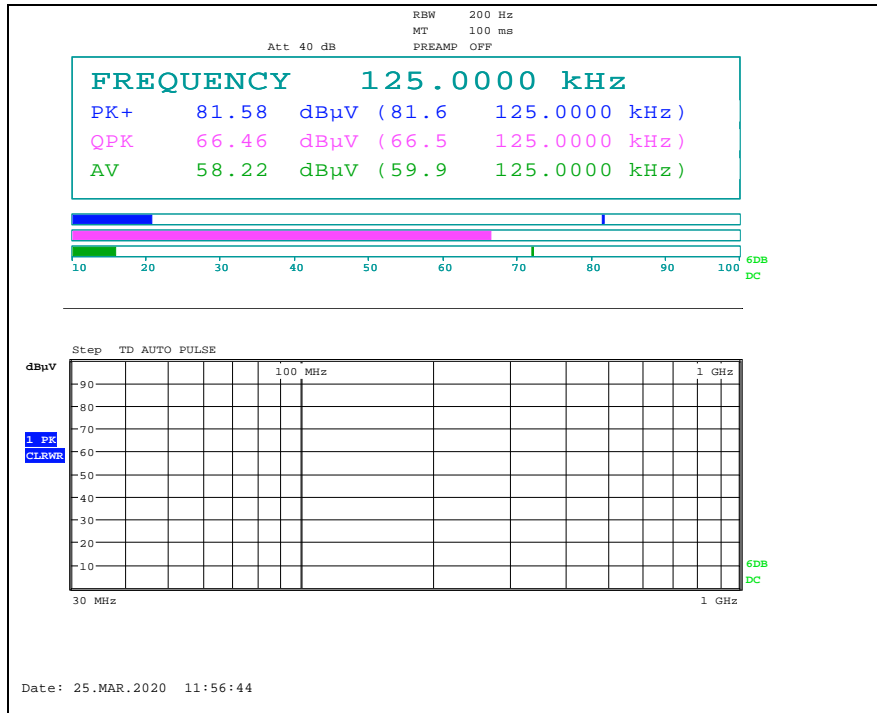 RBW 200 Hz
MT 100 ms
Att 40 dB PREAMP OFF
FREQUENCY 125.0000 kHz
PK+ 81.58 dBµV (81.6 125.0000 kHz)
QPK 66.46 dBµV (66.5 125.0000 kHz)
AV 58.22 dBµV (59.9 125.0000 kHz)
10 20 30 40 50 60 70 80 90 100
6DB
DC
Step TD AUTO PULSE
dBµV
100 MHz 1 GHz
90
80
70
1 PK
CLRWR
60
50
40
30
20
10
6DB
DC
30 MHz 1 GHz
Date: 25.MAR.2020 11:56:44